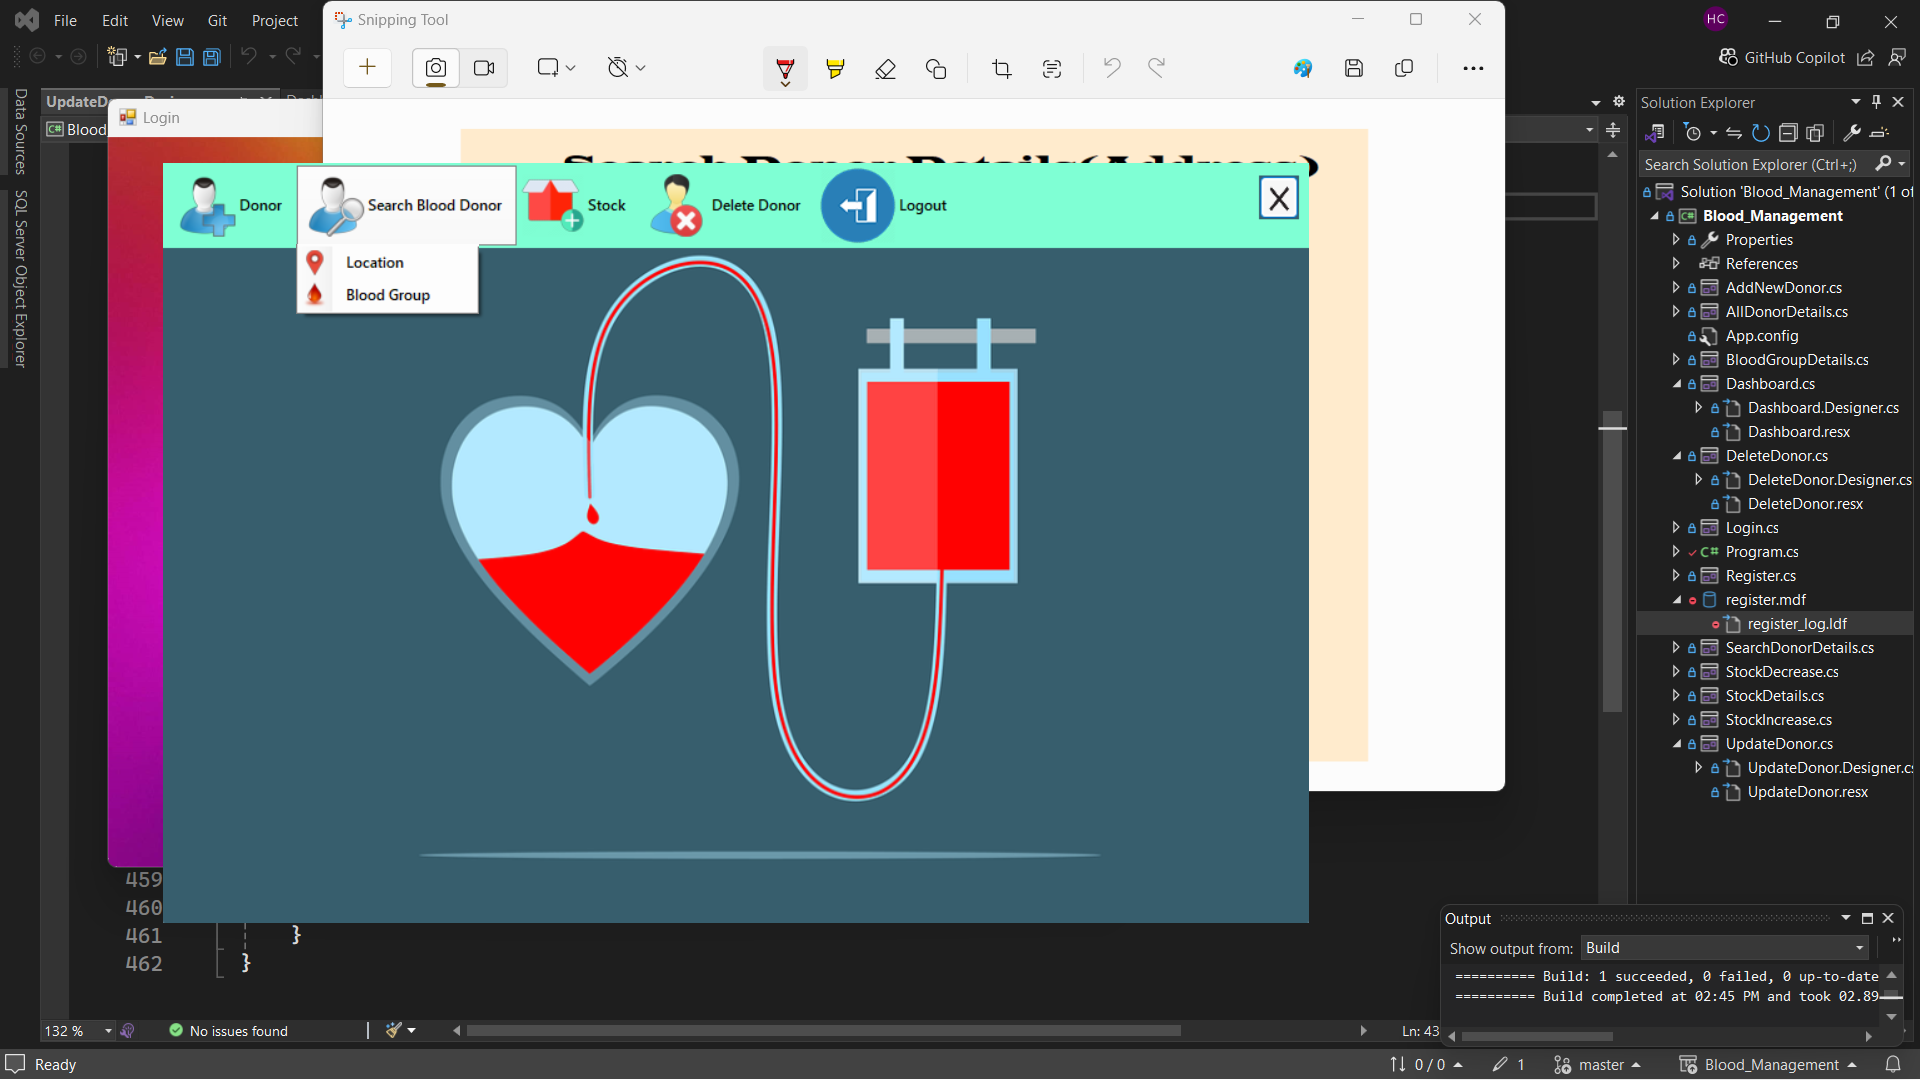 File Edit View Git Project
Snipping Tool
HC
GitHub Copilot
Data Sources
SQL Server Object Explorer
Login
Blood
Search Donor Details(Address)
Donor
Search Blood Donor
Stock
Delete Donor
Logout
X
Location
Blood Group
Solution Explorer
Search Solution Explorer (Ctrl+;)
Solution 'Blood_Management' (1 of
C# Blood_Management
Properties
References
AddNewDonor.cs
AllDonorDetails.cs
App.config
BloodGroupDetails.cs
Dashboard.cs
Dashboard.Designer.cs
Dashboard.resx
DeleteDonor.cs
DeleteDonor.Designer.cs
DeleteDonor.resx
Login.cs
C# Program.cs
Register.cs
register.mdf
register_log.ldf
SearchDonorDetails.cs
StockDecrease.cs
StockDetails.cs
StockIncrease.cs
UpdateDonor.cs
UpdateDonor.Designer.cs
UpdateDonor.resx
459
460
461 }
462 }
Output
Show output from: Build
========== Build: 1 succeeded, 0 failed, 0 up-to-date
========== Build completed at 02:45 PM and took 02.89
132 %
No issues found
Ln: 43
Ready
0 / 0
1
master
Blood_Management